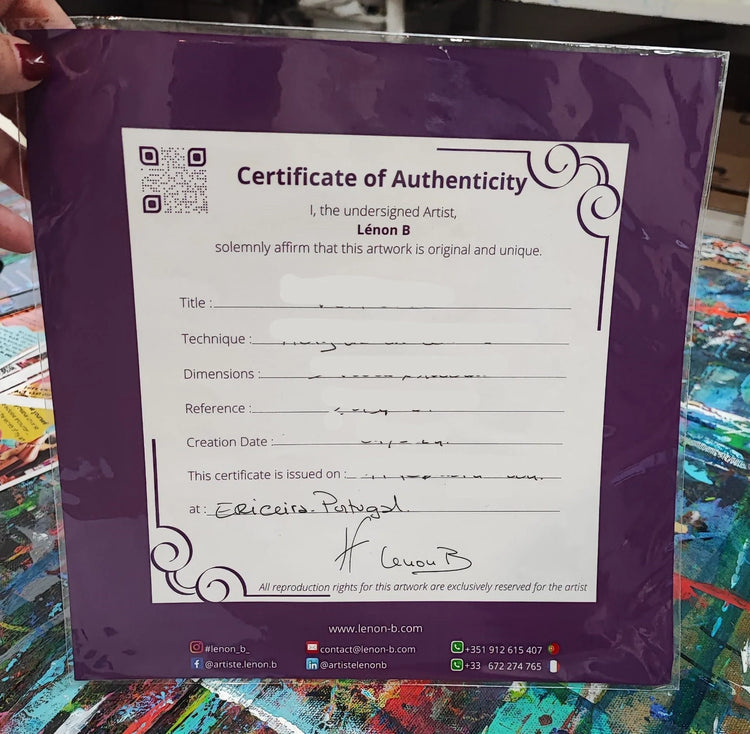 Certificate of Authenticity
I, the undersigned Artist,
Lénon B
solemnly affirm that this artwork is original and unique.
Title :
Technique :
Dimensions :
Reference :
Creation Date :
This certificate is issued on :
at : Ericeira. Portugal.
Lenon B
All reproduction rights for this artwork are exclusively reserved for the artist
www.lenon-b.com
#lenon_b_ contact@lenon-b.com +351 912 615 407
@artiste.lenon.b @artistelenonb +33 672 274 765